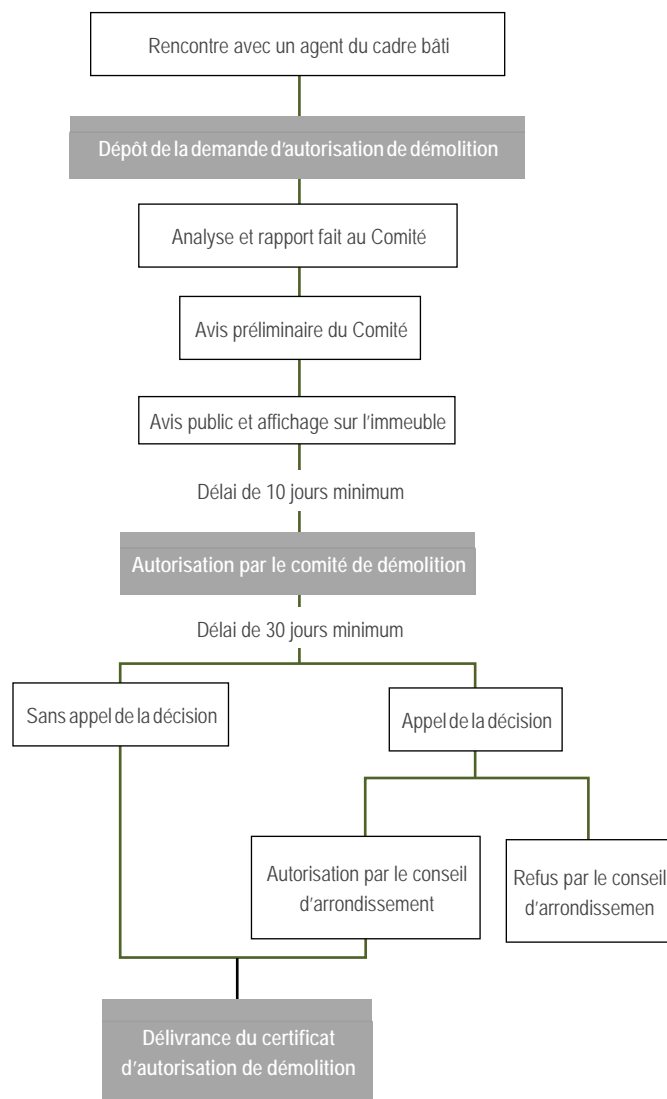 Rencontre avec un agent du cadre bâti
Dépôt de la demande d'autorisation de démolition
Analyse et rapport fait au Comité
Avis préliminaire du Comité
Avis public et affichage sur l'immeuble
Délai de 10 jours minimum
Autorisation par le comité de démolition
Délai de 30 jours minimum
Sans appel de la décision
Appel de la décision
Autorisation par le conseil
d'arrondissement
Refus par le conseil
d'arrondissemen
Délivrance du certificat
d'autorisation de démolition